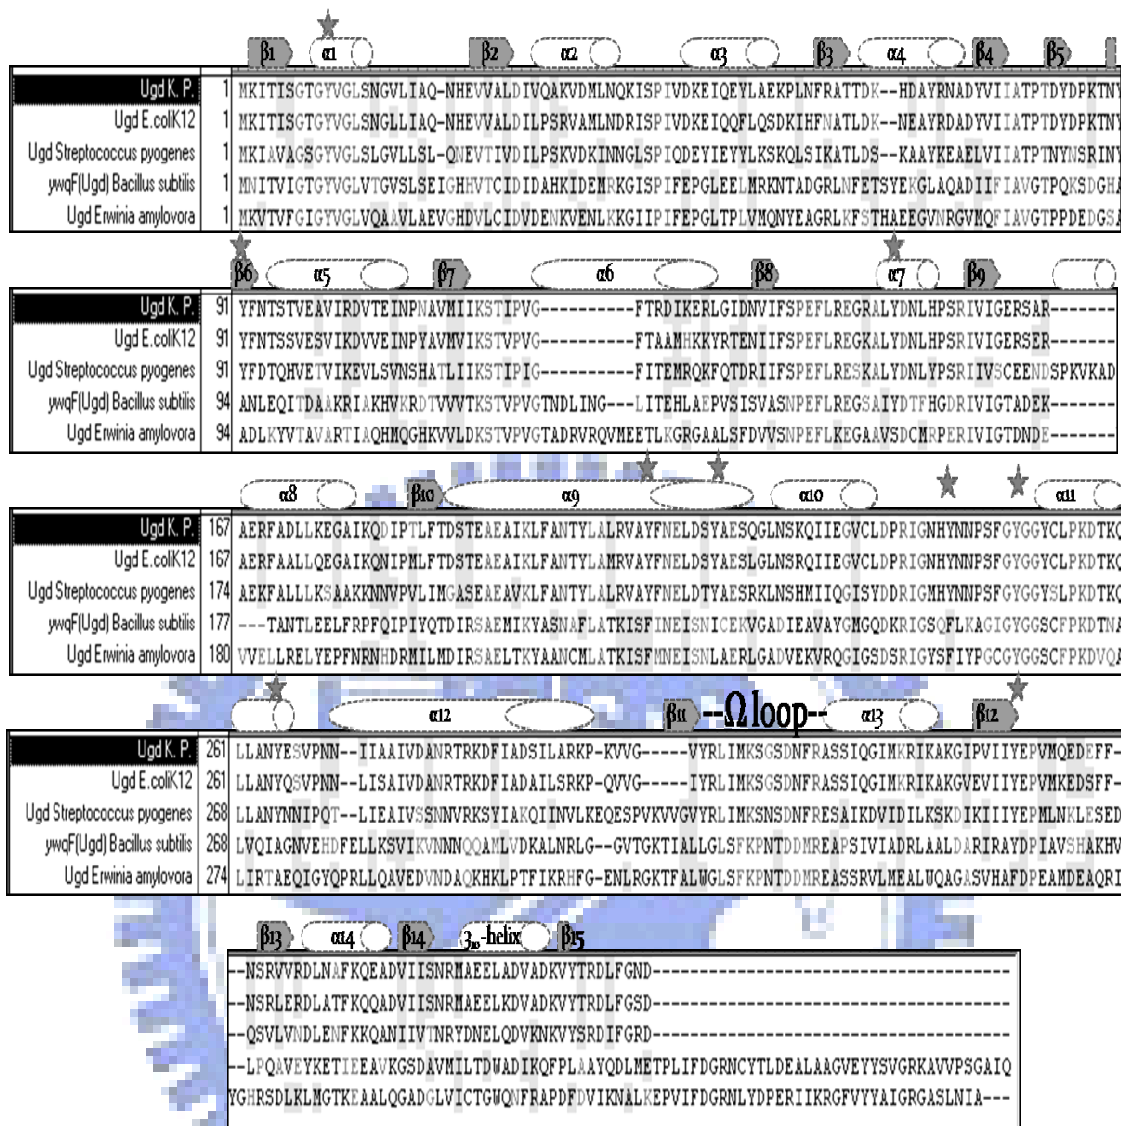 β1 α1 β2 α2 α3 β3 α4 β4 β5
Ugd K. P. 1 MKITISGTGYVGLSNGVLIAQ-NHEVVALDIVQAKVDMLNQKISPIVDKEIQEYLAEKPLNFRATTDK--HDAYRNADYVIIATPTDYDPKTNY
Ugd E.coliK12 1 MKITISGTGYVGLSNGLLIAQ-NHEVVALDILPSRVAMLNDRISPIVDKEIQQFLQSDKIHFNATLDK--NEAYRDADYVIIATPTDYDPKTNY
Ugd Streptococcus pyogenes 1 MKIAVAGSGYVGLSLGVLLSL-QNEVTIVDILPSKVDKINNGLSPIQDEYIEYYLKSKQLSIKATLDS--KAAYKEAELVIIATPTNYNSRINY
ywqF(Ugd) Bacillus subtilis 1 MNITVIGTGYVGLVTGVSLSEIGHHVTCIDIDAHKIDEMRKGISPIFEPGLEELMRKNTADGRLNFETSYEKGLAQADIIFIAVGTPQKSDGHA
Ugd Erwinia amylovora 1 MKVTVFGIGYVGLVQAAVLAEVGHDVLCIDVDENKVENLKKGIIPIFEPGLTPLVMQNYEAGRLKFSTHAEEGVNRGVMQFIAVGTPPDEDGSA
β6 α5 β7 α6 β8 α7 β9
Ugd K. P. 91 YFNTSTVEAVIRDVTEINPNAVMIIKSTIPVG----------FTRDIKERLGIDNVIFSPEFLREGRALYDNLHPSRIVIGERSAR-------
Ugd E.coliK12 91 YFNTSSVESVIKDVVEINPYAVMVIKSTVPVG----------FTAAMHKKYRTENIIFSPEFLREGKALYDNLHPSRIVIGERSER-------
Ugd Streptococcus pyogenes 91 YFDTQHVETVIKEVLSVNSHATLIIKSTIPIG----------FITEMRQKFQTDRIIFSPEFLRESKALYDNLYPSRIIVSCEENDSPKVKAD
ywqF(Ugd) Bacillus subtilis 94 ANLEQITDAAKRIAKHVKRDTVVVTKSTVPVGTNDLING---LITEHLAEPVSISVASNPEFLREGSAIYDTFHGDRIVIGTADEK-------
Ugd Erwinia amylovora 94 ADLKYVTAVARTIAQHMQGHKVVLDKSTVPVGTADRVRQVMEETLKGRGAALSFDVVSNPEFLKEGAAVSDCMRPERIVIGTDNDE-------
α8 β10 α9 α10 α11
Ugd K. P. 167 AERFADLLKEGAIKQDIPTLFTDSTEAEAIKLFANTYLALRVAYFNELDSYAESQGLNSKQIIEGVCLDPRIGNHYNNPSFGYGGYCLPKDTKQ
Ugd E.coliK12 167 AERFAALLQEGAIKQNIPMLFTDSTEAEAIKLFANTYLAMRVAYFNELDSYAESLGLNSRQIIEGVCLDPRIGNHYNNPSFGYGGYCLPKDTKQ
Ugd Streptococcus pyogenes 174 AEKFALLLKSAAKKNNVPVLIMGASEAEAVKLFANTYLALRVAYFNELDTYAESRKLNSHMIIQGISYDDRIGMHYNNPSFGYGGYSLPKDTKQ
ywqF(Ugd) Bacillus subtilis 177 ---TANTLEELFRPFQIPIYQTDIRSAEMIKYASNAFLATKISFINEISNICEKVGADIEAVAYGMGQDKRIGSQFLKAGIGYGGSCFPKDTNA
Ugd Erwinia amylovora 180 VVELLRELYEPFNRNHDRMILMDIRSAELTKYAANCMLATKISFMNEISNLAERLGADVEKVRQGIGSDSRIGYSFIYPGCGYGGSCFPKDVQA
α12 β11 --Ω loop-- α13 β12
Ugd K. P. 261 LLANYESVPNN--IIAAIVDANRTRKDFIADSILARKP-KVVG-----VYRLIMKSGSDNFRASSIQGIMKRIKAKGIPVIIYEPVMQEDEFF-
Ugd E.coliK12 261 LLANYQSVPNN--LISAIVDANRTRKDFIADAILSRKP-QVVG-----IYRLIMKSGSDNFRASSIQGIMKRIKAKGVEVIIYEPVMKEDSFF-
Ugd Streptococcus pyogenes 268 LLANYNNIPQT--LIEAIVSSNNVRKSYIAKQIINVLKEQESPVKVVGVYRLIMKSNSDNFRESAIKDVIDILKSKDIKIIIYEPMLNKLESED
ywqF(Ugd) Bacillus subtilis 268 LVQIAGNVEHDFELLKSVIKVNNNQQAMLVDKALNRLG--GVTGKTIALLGLSFKPNTDDMREAPSIVIADRLAALDARIRAYDPIAVSHAKHV
Ugd Erwinia amylovora 274 LIRTAEQIGYQPRLLQAVEDVNDAQKHKLPTFIKRHFG-ENLRGKTFALWGLSFKPNTDDMREASSRVLMEALWQAGASVHAFDPEAMDEAQRI
β13 α14 β14 3₁₀-helix β15
--NSRVVRDLNAFKQEADVIISNRMAEELADVADKVYTRDLFGND-----------------------------------
--NSRLERDLATFKQQADVIISNRMAEELKDVADKVYTRDLFGSD-----------------------------------
--QSVLVNDLENFKKQANIIVTNRYDNELQDVKNKVYSRDIFGRD-----------------------------------
--LPQAVEYKETIEEAVKGSDAVMILTDWADIKQFPLAAYQDLMETPLIFDGRNCYTLDEALAAGVEYYSVGRKAVVPSGAIQ
YGHRSDLKLMGTKEAALQGADGLVICTGWQNFRAPDFDVIKNALKEPVIFDGRNLYDPERIIKRGFVYYAIGRGASLNIA---